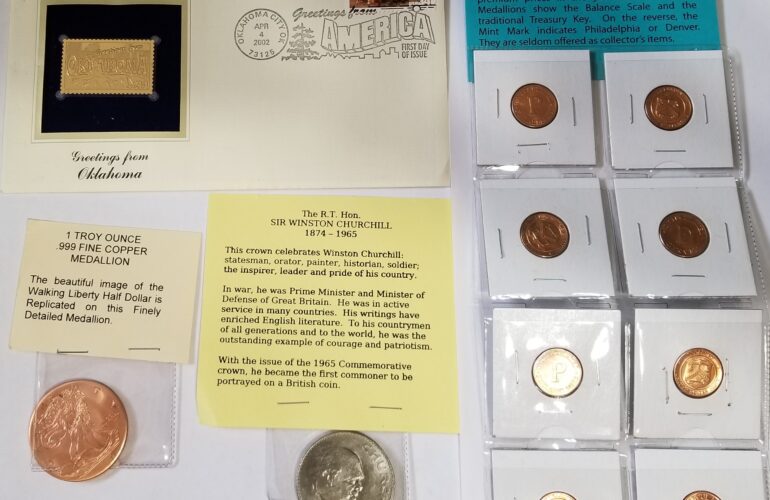 OKLAHOMA CITY OK
APR
4
2002
73125
Greetings from
AMERICA
FIRST DAY
OF ISSUE
Greetings from
Oklahoma
Medallions show the Balance Scale and the
traditional Treasury Key. On the reverse, the
Mint Mark indicates Philadelphia or Denver.
They are seldom offered as collector's items.
1 TROY OUNCE
.999 FINE COPPER
MEDALLION
The beautiful image of the
Walking Liberty Half Dollar is
Replicated on this Finely
Detailed Medallion.
The R.T. Hon.
SIR WINSTON CHURCHILL
1874 – 1965
This crown celebrates Winston Churchill:
statesman, orator, painter, historian, soldier;
the inspirer, leader and pride of his country.
In war, he was Prime Minister and Minister of
Defense of Great Britain. He was in active
service in many countries. His writings have
enriched English literature. To his countrymen
of all generations and to the world, he was the
outstanding example of courage and patriotism.
With the issue of the 1965 Commemorative
crown, he became the first commoner to be
portrayed on a British coin.
P
P